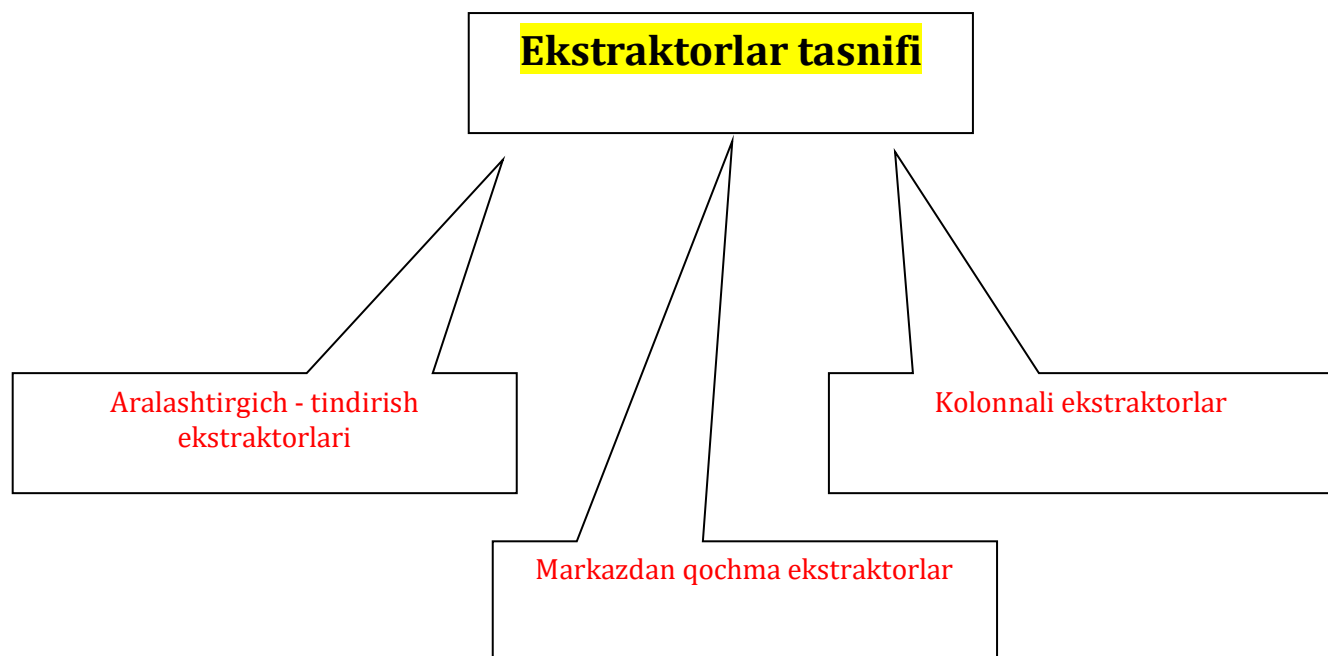 Ekstraktorlar tasnifi
Aralashtirgich - tindirish
ekstraktorlari
Kolonnali ekstraktorlar
Markazdan qochma ekstraktorlar